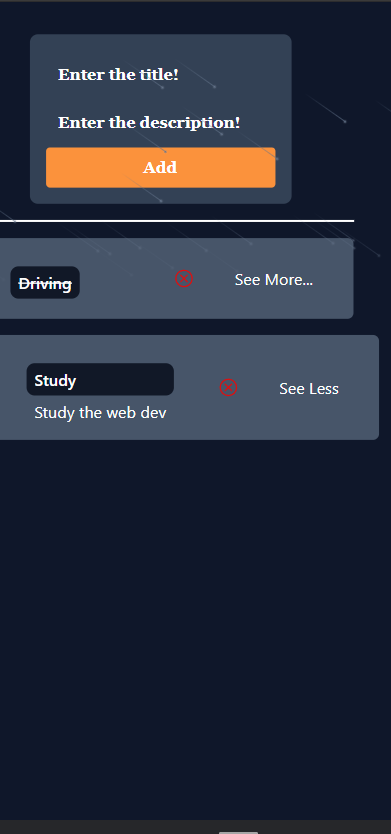 Enter the title!
Enter the description!
Add
Driving
See More...
Study
See Less
Study the web dev